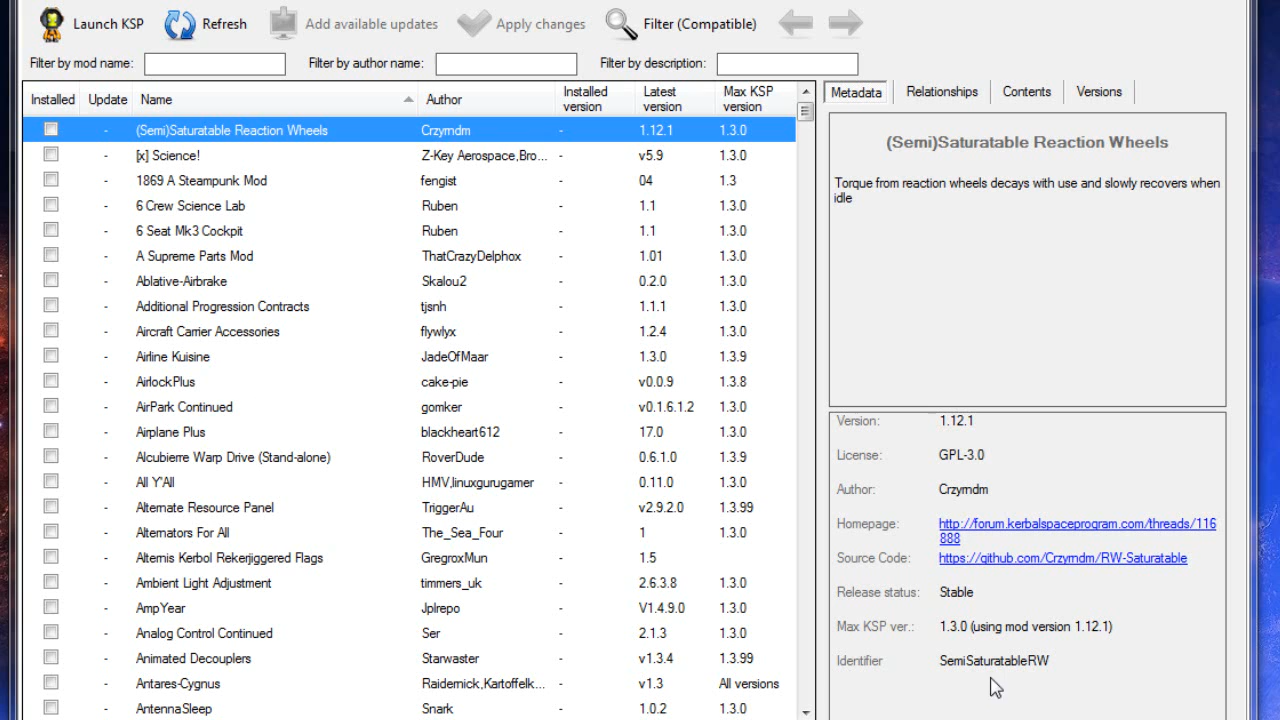 Launch KSP Refresh Add available updates Apply changes Filter (Compatible)
Filter by mod name: Filter by author name: Filter by description:
Installed Update Name Author Installed version Latest version Max KSP version
(Semi)Saturatable Reaction Wheels Crzyrndm - 1.12.1 1.3.0
- [x] Science! Z-Key Aerospace,Bro... - v5.9 1.3.0
- 1869 A Steampunk Mod fengist - 04 1.3
- 6 Crew Science Lab Ruben - 1.1 1.3.0
- 6 Seat Mk3 Cockpit Ruben - 1.1 1.3.0
- A Supreme Parts Mod ThatCrazyDelphox - 1.01 1.3.0
- Ablative-Airbrake Skalou2 - 0.2.0 1.3.0
- Additional Progression Contracts tjsnh - 1.1.1 1.3.0
- Aircraft Carrier Accessories flywlyx - 1.2.4 1.3.0
- Airline Kuisine JadeOfMaar - 1.3.0 1.3.9
- AirlockPlus cake-pie - v0.0.9 1.3.8
- AirPark Continued gomker - v0.1.6.1.2 1.3.0
- Airplane Plus blackheart612 - 17.0 1.3.0
- Alcubierre Warp Drive (Stand-alone) RoverDude - 0.6.1.0 1.3.9
- All Y'All HMV,linuxgurugamer - 0.11.0 1.3.0
- Alternate Resource Panel TriggerAu - v2.9.2.0 1.3.99
- Alternators For All The_Sea_Four - 1 1.3.0
- Alternis Kerbol Rekerjiggered Flags GregroxMun - 1.5
- Ambient Light Adjustment timmers_uk - 2.6.3.8 1.3.0
- AmpYear Jplrepo - V1.4.9.0 1.3.0
- Analog Control Continued Ser - 2.1.3 1.3.0
- Animated Decouplers Starwaster - v1.3.4 1.3.99
- Antares-Cygnus Raidernick,Kartoffelk... - v1.3 All versions
- AntennaSleep Snark - 1.0.2 1.3.0
Metadata Relationships Contents Versions
(Semi)Saturatable Reaction Wheels
Torque from reaction wheels decays with use and slowly recovers when
idle
Version: 1.12.1
License: GPL-3.0
Author: Crzyrndm
Homepage: http://forum.kerbalspaceprogram.com/threads/116
888
Source Code: https://github.com/Crzyrndm/RW-Saturatable
Release status: Stable
Max KSP ver.: 1.3.0 (using mod version 1.12.1)
Identifier SemiSaturatableRW